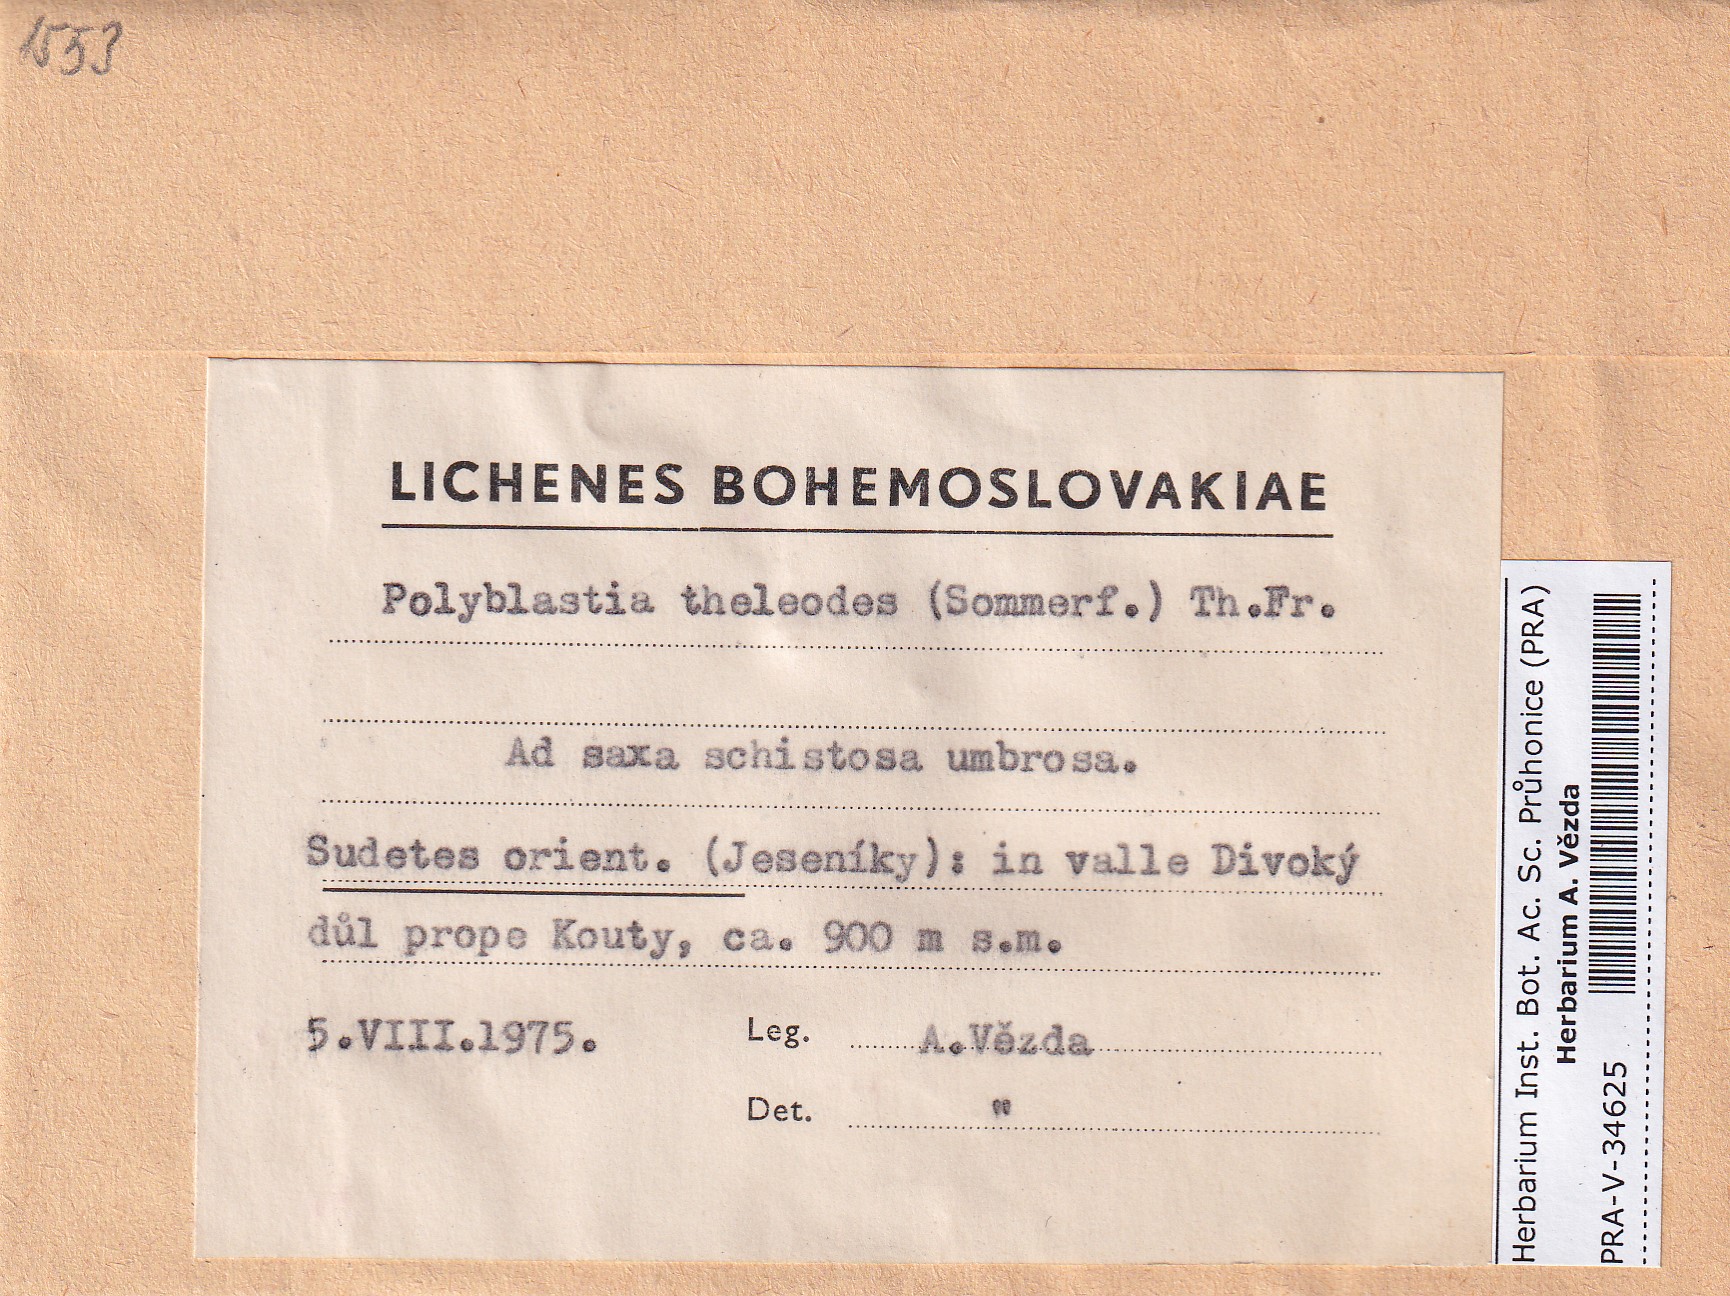 1553
LICHENES BOHEMOSLOVAKIAE
Polyblastia theleodes (Sommerf.) Th.Fr.
Ad saxa schistosa umbrosa.
Sudetes orient. (Jeseníky): in valle Divoký
důl prope Kouty, ca. 900 m s.m.
5.VIII.1975.
Leg. A.Vězda
Det. "
Herbarium Inst. Bot. Ac. Sc. Průhonice (PRA)
Herbarium A. Vězda
PRA-V-34625